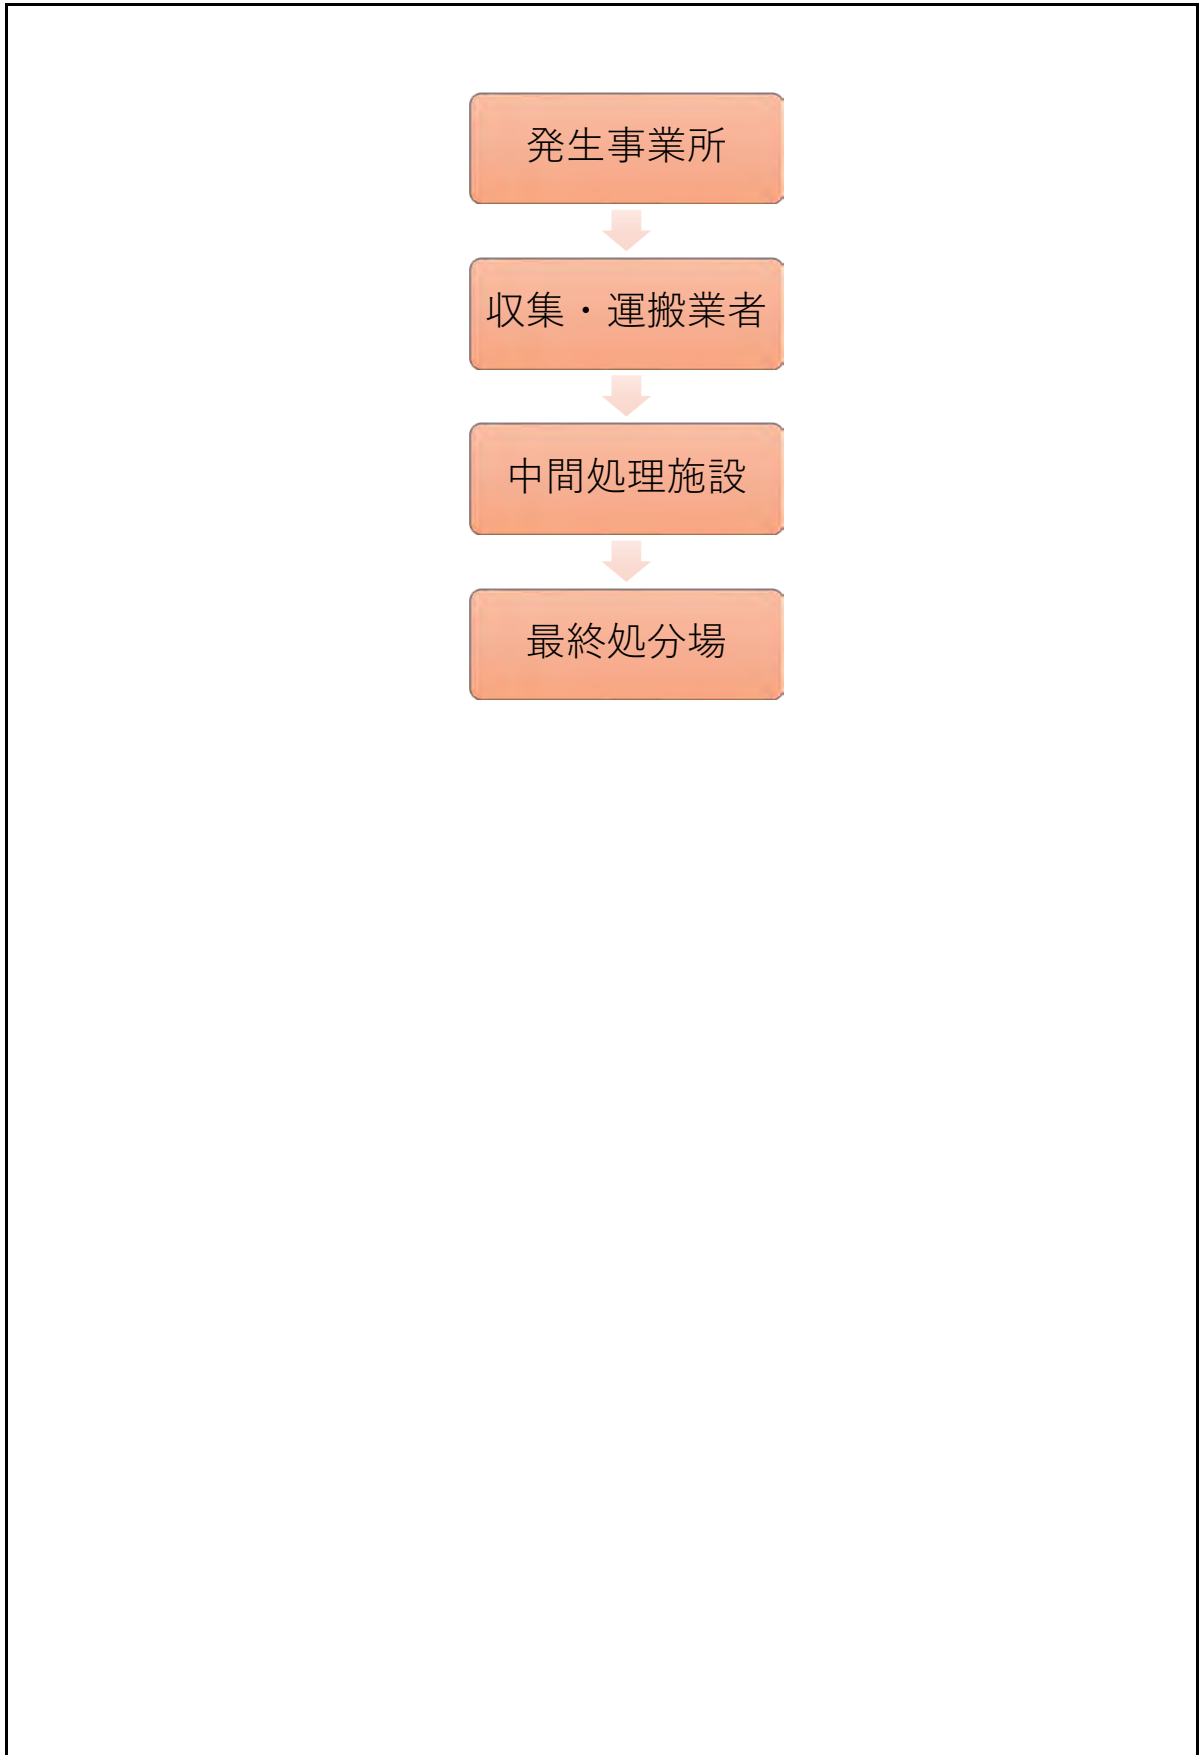 発生事業所
収集・運搬業者
中間処理施設
最終処分場